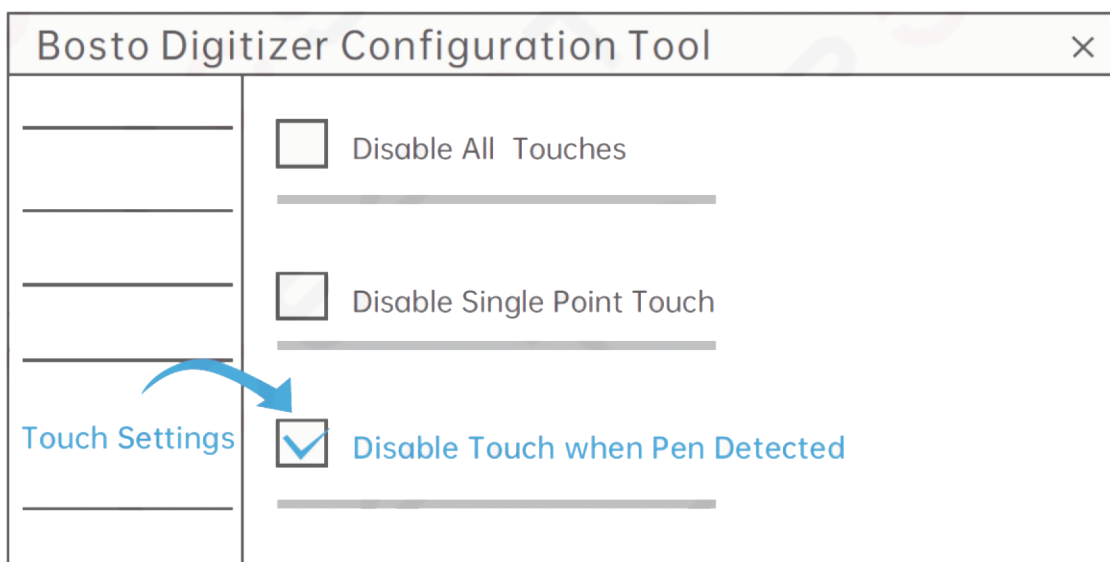 Bosto Digitizer Configuration Tool
Disable All Touches
Disable Single Point Touch
Touch Settings
Disable Touch when Pen Detected